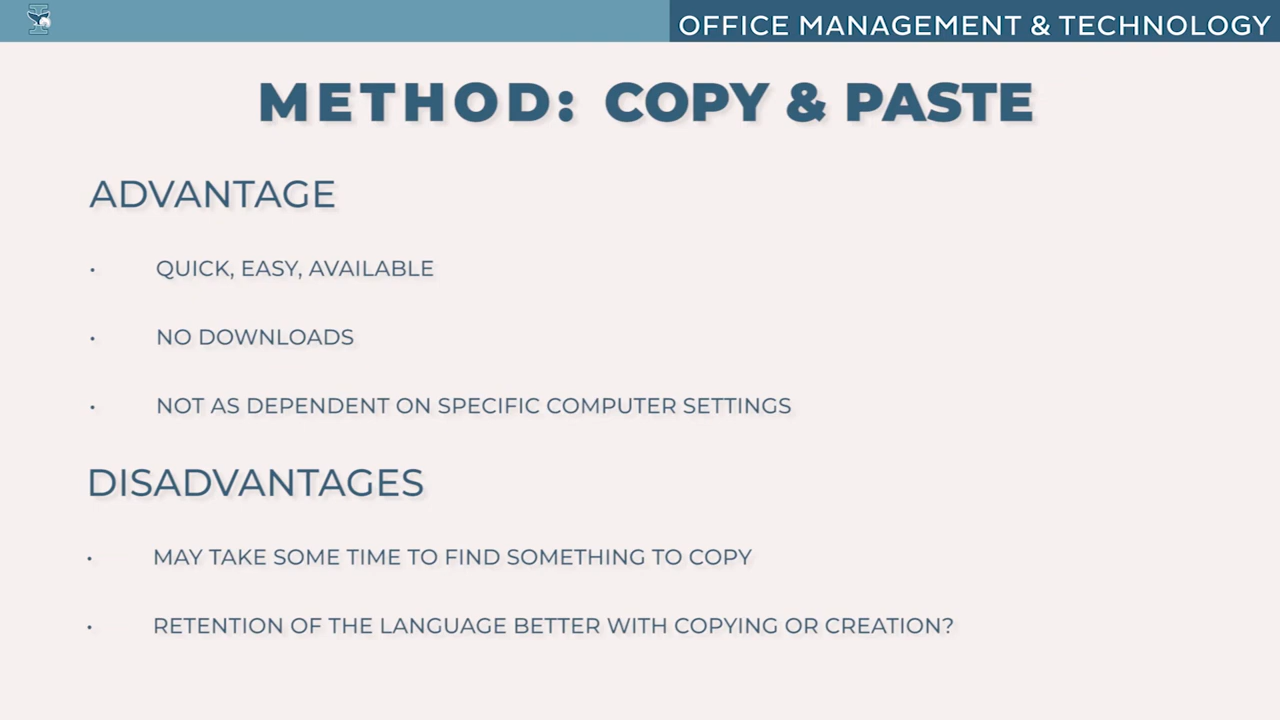 OFFICE MANAGEMENT & TECHNOLOGY
METHOD: COPY & PASTE
ADVANTAGE
• QUICK, EASY, AVAILABLE
• NO DOWNLOADS
• NOT AS DEPENDENT ON SPECIFIC COMPUTER SETTINGS
DISADVANTAGES
• MAY TAKE SOME TIME TO FIND SOMETHING TO COPY
• RETENTION OF THE LANGUAGE BETTER WITH COPYING OR CREATION?